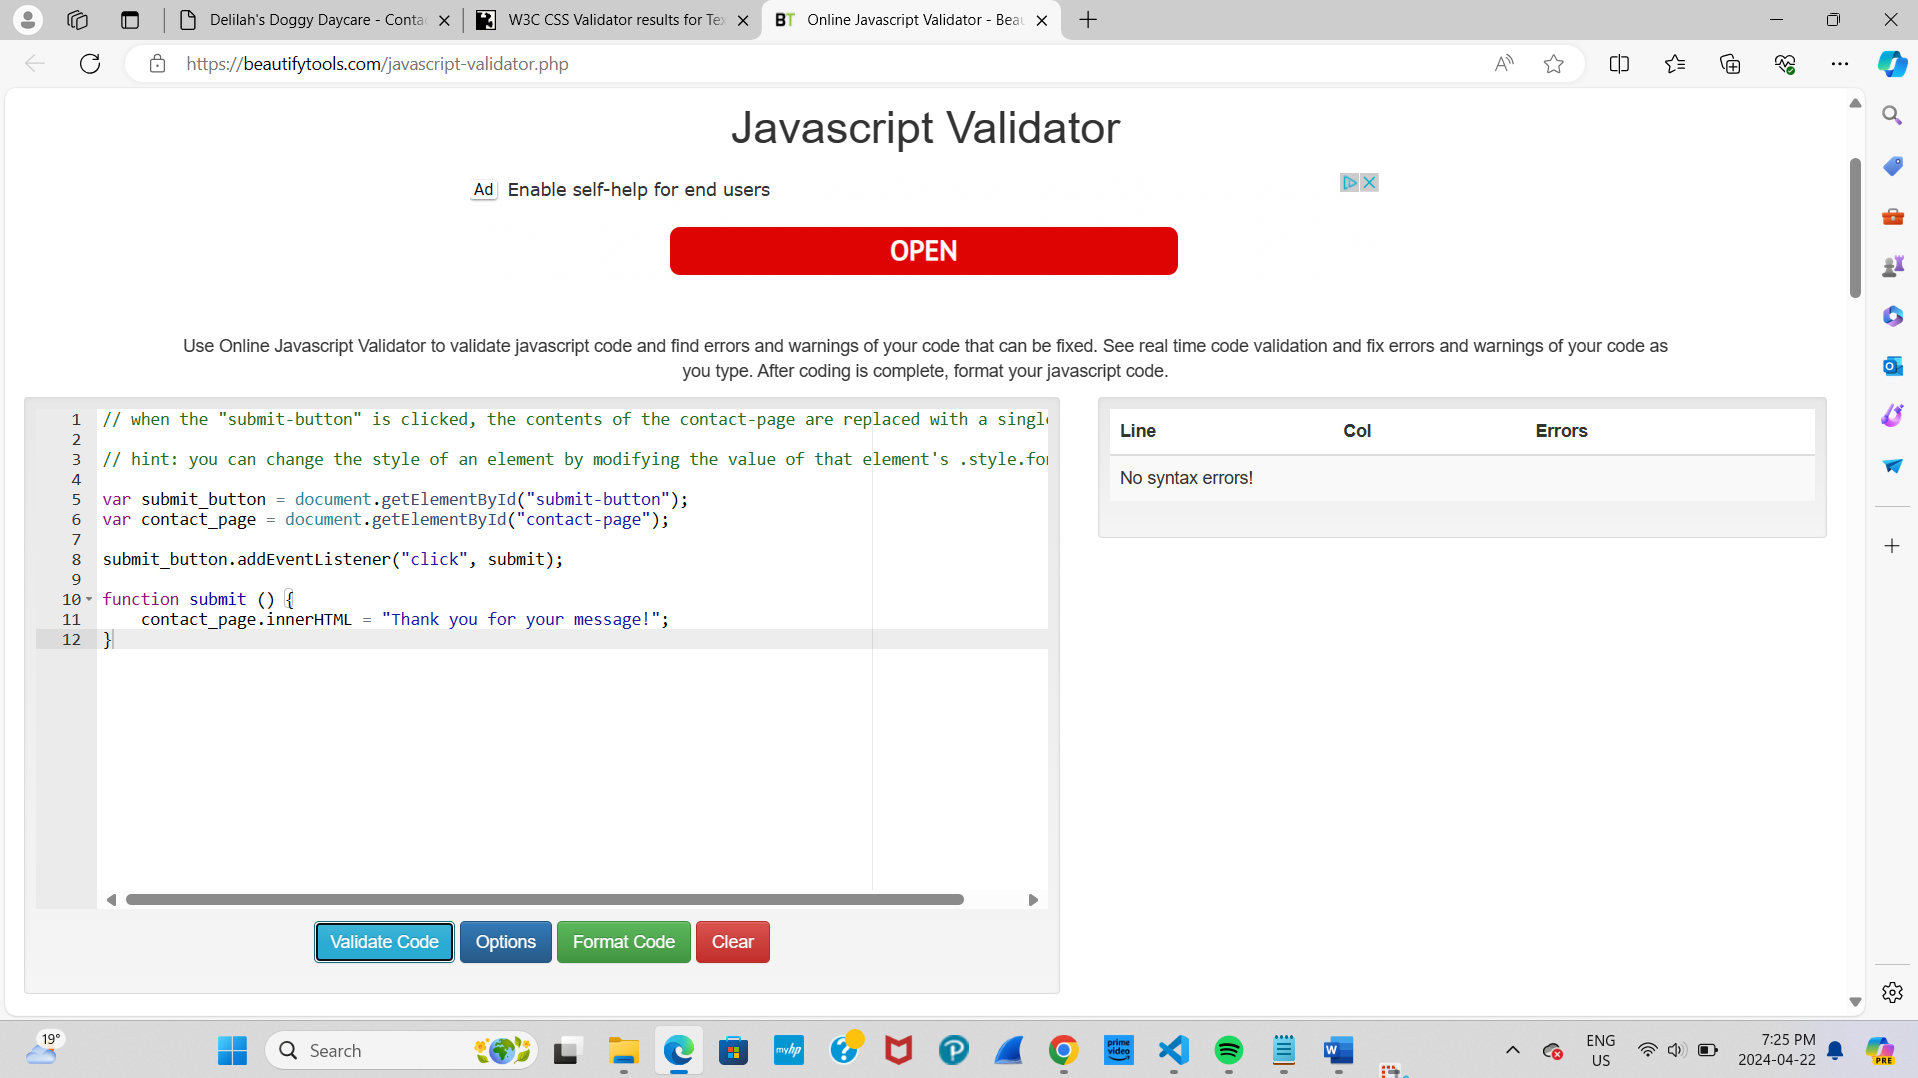 Delilah's Doggy Daycare - Conta
W3C CSS Validator results for Te
BT Online Javascript Validator - Beau
https://beautifytools.com/javascript-validator.php
Javascript Validator
Ad Enable self-help for end users
OPEN
Use Online Javascript Validator to validate javascript code and find errors and warnings of your code that can be fixed. See real time code validation and fix errors and warnings of your code as
you type. After coding is complete, format your javascript code.
1 // when the "submit-button" is clicked, the contents of the contact-page are replaced with a singl
2
3 // hint: you can change the style of an element by modifying the value of that element's .style.fo
4
5 var submit_button = document.getElementById("submit-button");
6 var contact_page = document.getElementById("contact-page");
7
8 submit_button.addEventListener("click", submit);
9
10 function submit () {
11 contact_page.innerHTML = "Thank you for your message!";
12 }
Line Col Errors
No syntax errors!
Validate Code Options Format Code Clear
19°
Search
myhp
prime video
ENG
US
7:25 PM
2024-04-22
PRE